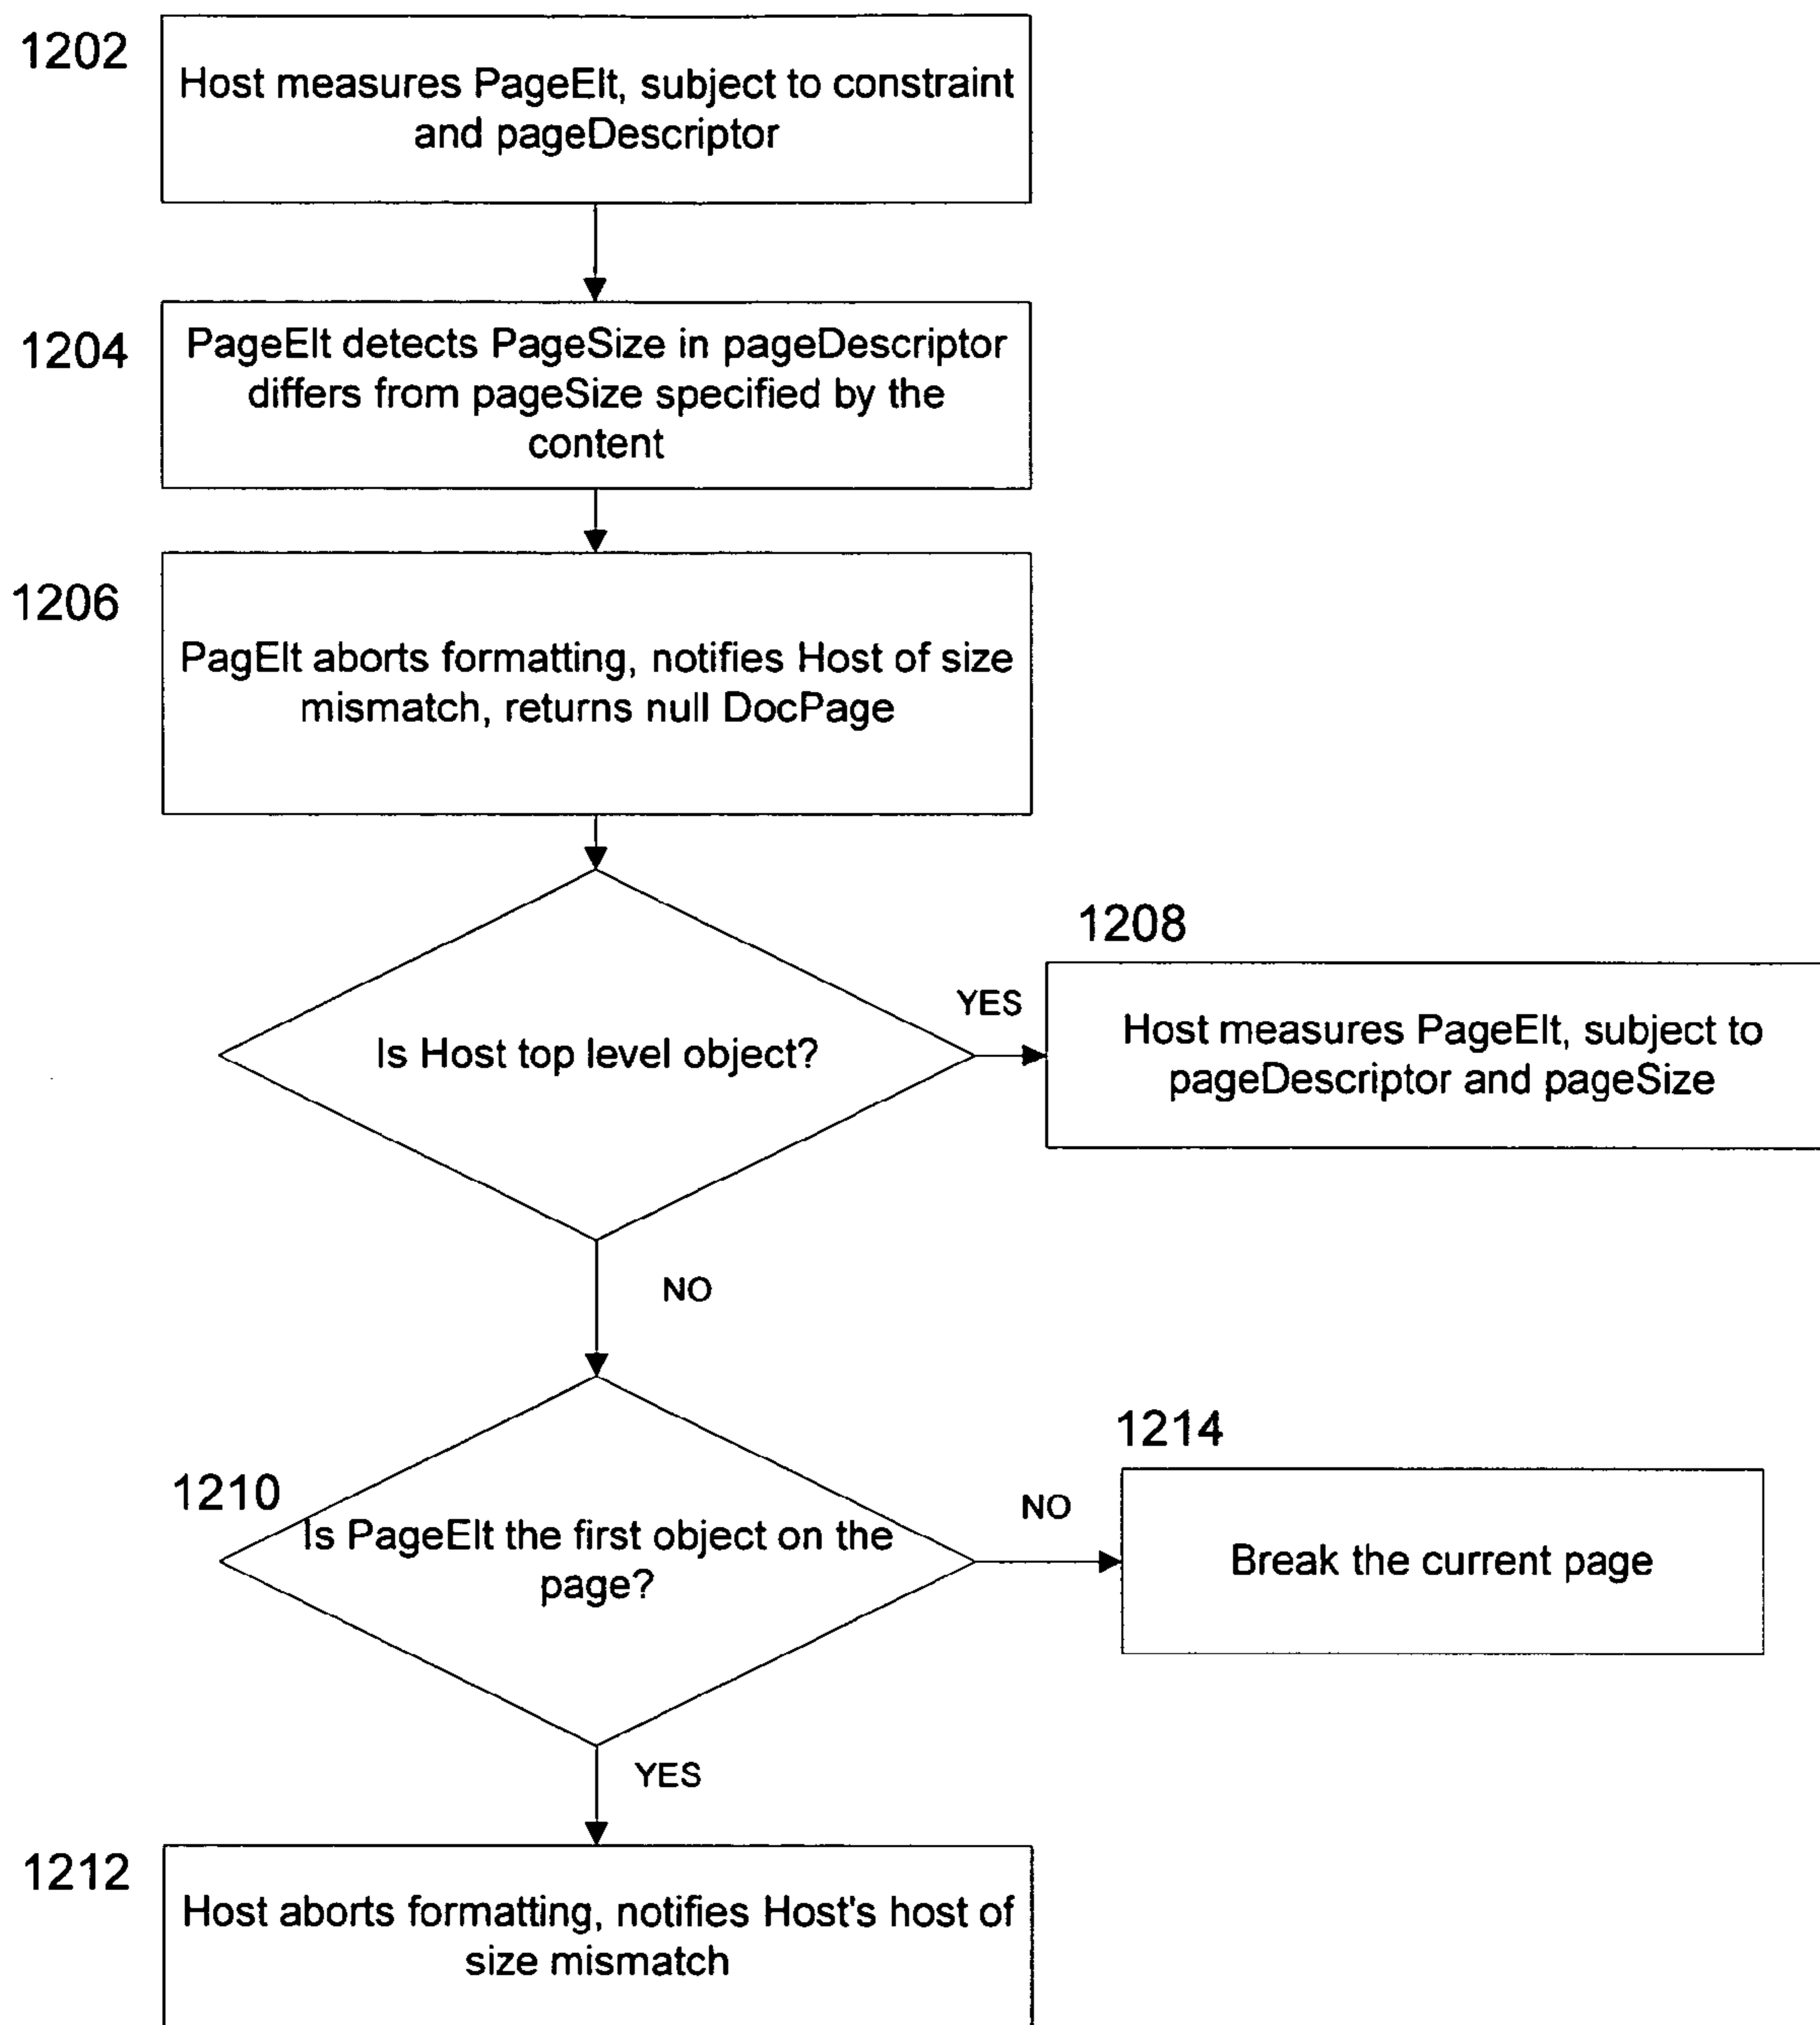 1202
Host measures PageElt, subject to constraint
and pageDescriptor
1204
PageElt detects PageSize in pageDescriptor
differs from pageSize specified by the
content
1206
PagElt aborts formatting, notifies Host of size
mismatch, returns null DocPage
Is Host top level object?
YES
1208
Host measures PageElt, subject to
pageDescriptor and pageSize
NO
1210
Is PageElt the first object on the
page?
NO
1214
Break the current page
YES
1212
Host aborts formatting, notifies Host's host of
size mismatch